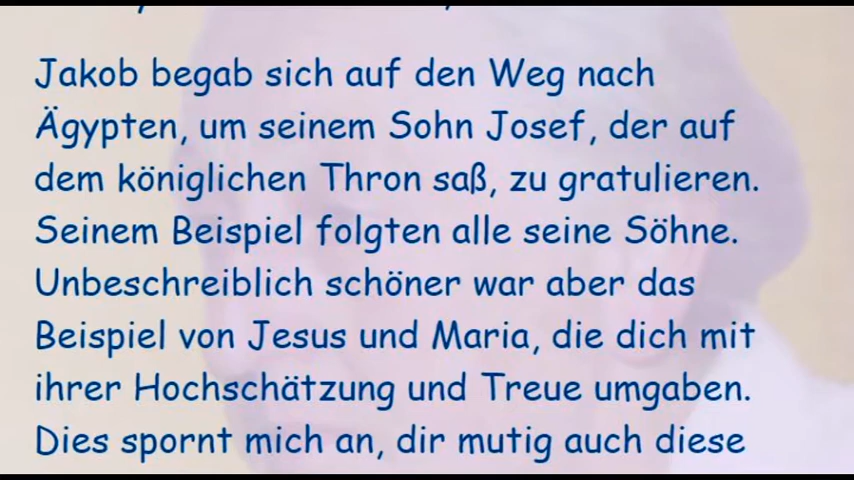 Jakob begab sich auf den Weg nach
Ägypten, um seinem Sohn Josef, der auf
dem königlichen Thron saß, zu gratulieren.
Seinem Beispiel folgten alle seine Söhne.
Unbeschreiblich schöner war aber das
Beispiel von Jesus und Maria, die dich mit
ihrer Hochschätzung und Treue umgaben.
Dies spornt mich an, dir mutig auch diese